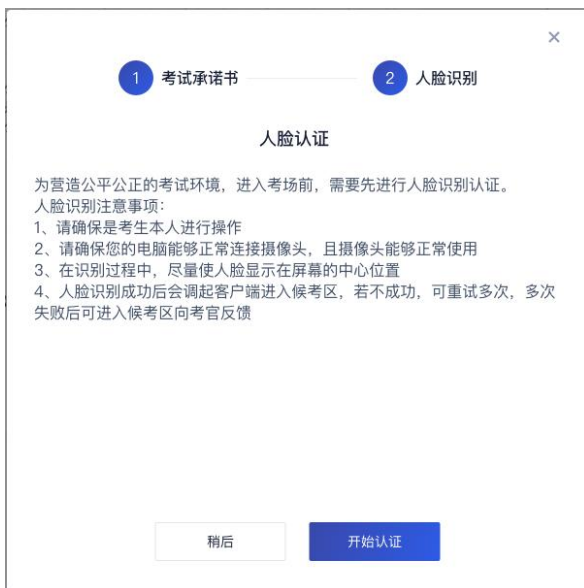 ×
1 考试承诺书 2 人脸识别
人脸认证
为营造公平公正的考试环境，进入考场前，需要先进行人脸识别认证。
人脸识别注意事项：
1、请确保是考生本人进行操作
2、请确保您的电脑能够正常连接摄像头，且摄像头能够正常使用
3、在识别过程中，尽量使人脸显示在屏幕的中心位置
4、人脸识别成功后会调起客户端进入候考区，若不成功，可重试多次，多次
失败后可进入候考区向考官反馈
稍后 开始认证